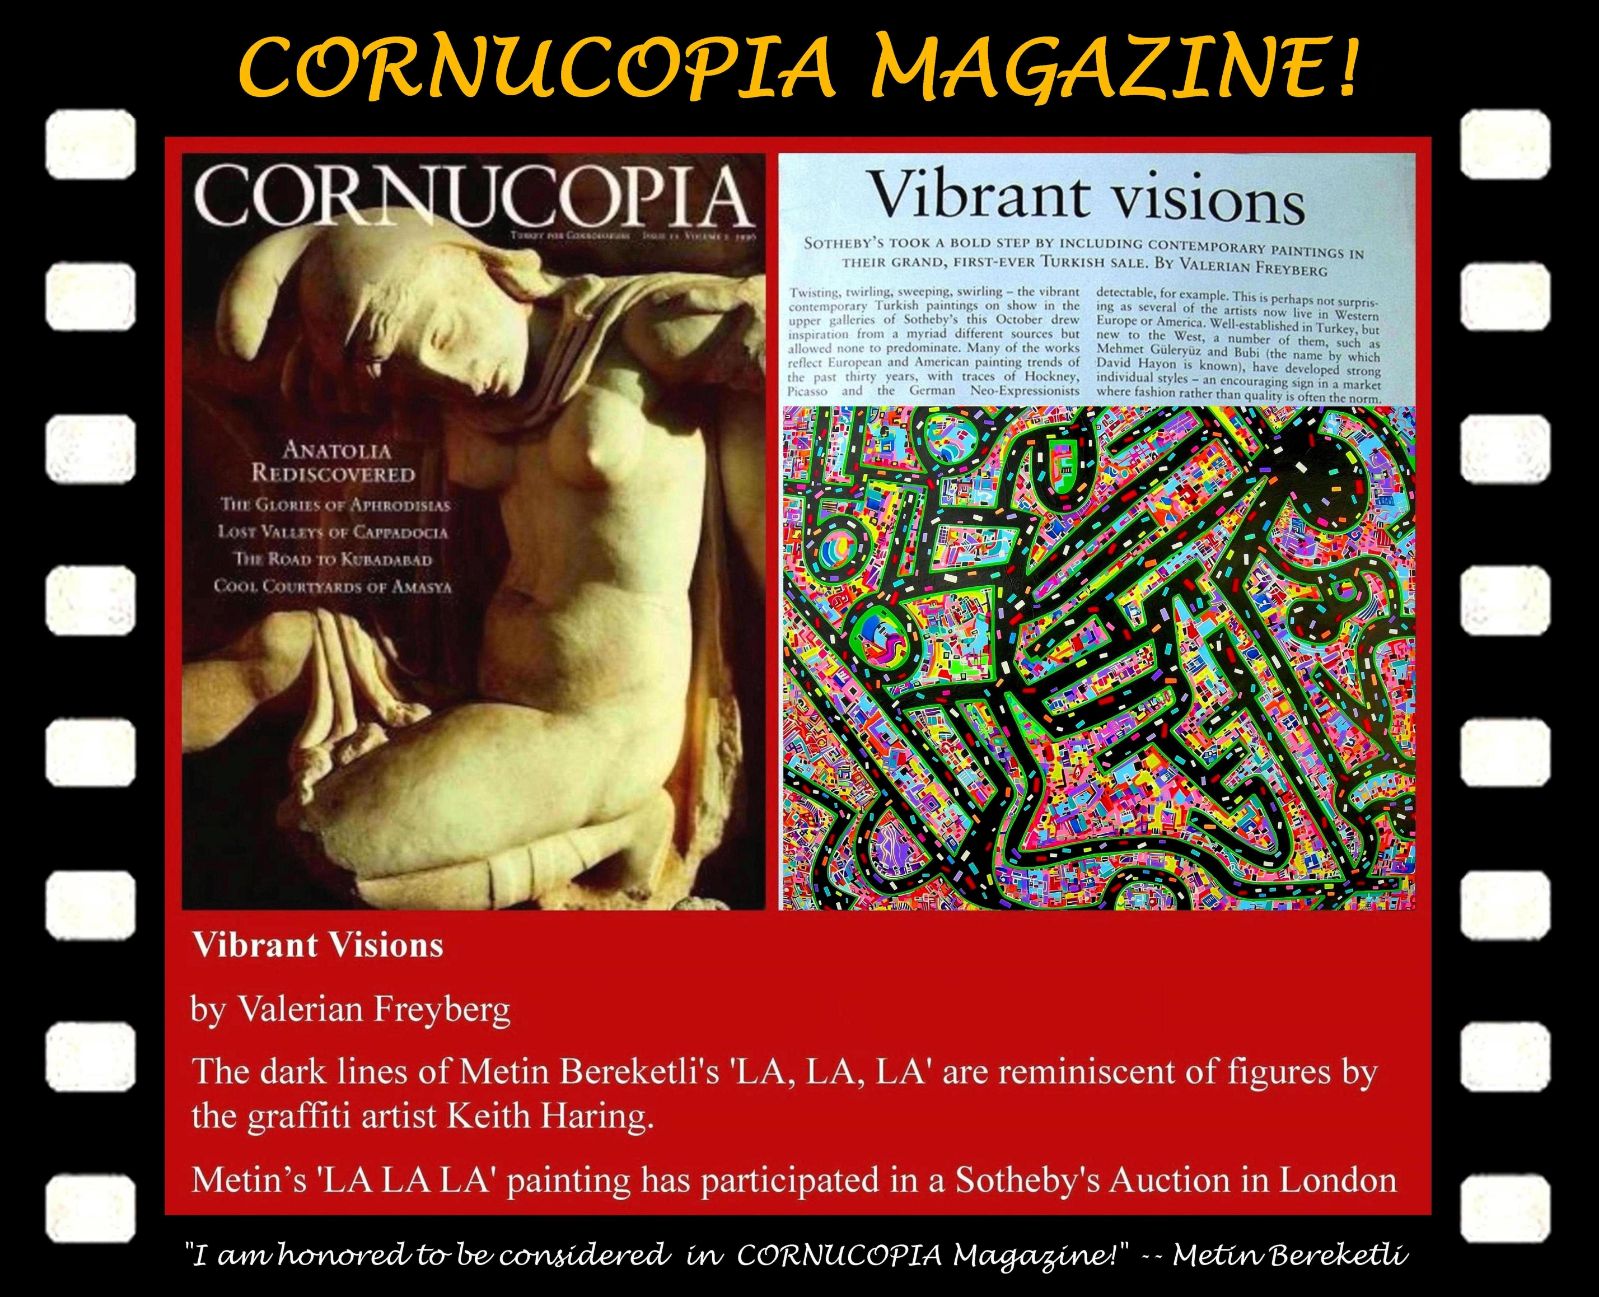 CORNUCOPIA MAGAZINE!
CORNUCOPIA
TURKEY FOR CONNOISSEURS ISSUE 11 VOLUME 2 1996
ANATOLIA
REDISCOVERED
THE GLORIES OF APHRODISIAS
LOST VALLEYS OF CAPPADOCIA
THE ROAD TO KUBADABAD
COOL COURTYARDS OF AMASYA
Vibrant visions
SOTHEBY'S TOOK A BOLD STEP BY INCLUDING CONTEMPORARY PAINTINGS IN
THEIR GRAND, FIRST-EVER TURKISH SALE. BY VALERIAN FREYBERG
Twisting, twirling, sweeping, swirling – the vibrant
contemporary Turkish paintings on show in the
upper galleries of Sotheby's this October drew
inspiration from a myriad different sources but
allowed none to predominate. Many of the works
reflect European and American painting trends of
the past thirty years, with traces of Hockney,
Picasso and the German Neo-Expressionists
detectable, for example. This is perhaps not surpris-
ing as several of the artists now live in Western
Europe or America. Well-established in Turkey, but
new to the West, a number of them, such as
Mehmet Güleryüz and Bubi (the name by which
David Hayon is known), have developed strong
individual styles – an encouraging sign in a market
where fashion rather than quality is often the norm.
Vibrant Visions
by Valerian Freyberg
The dark lines of Metin Bereketli's 'LA, LA, LA' are reminiscent of figures by
the graffiti artist Keith Haring.
Metin’s 'LA LA LA' painting has participated in a Sotheby's Auction in London
"I am honored to be considered in CORNUCOPIA Magazine!" -- Metin Bereketli